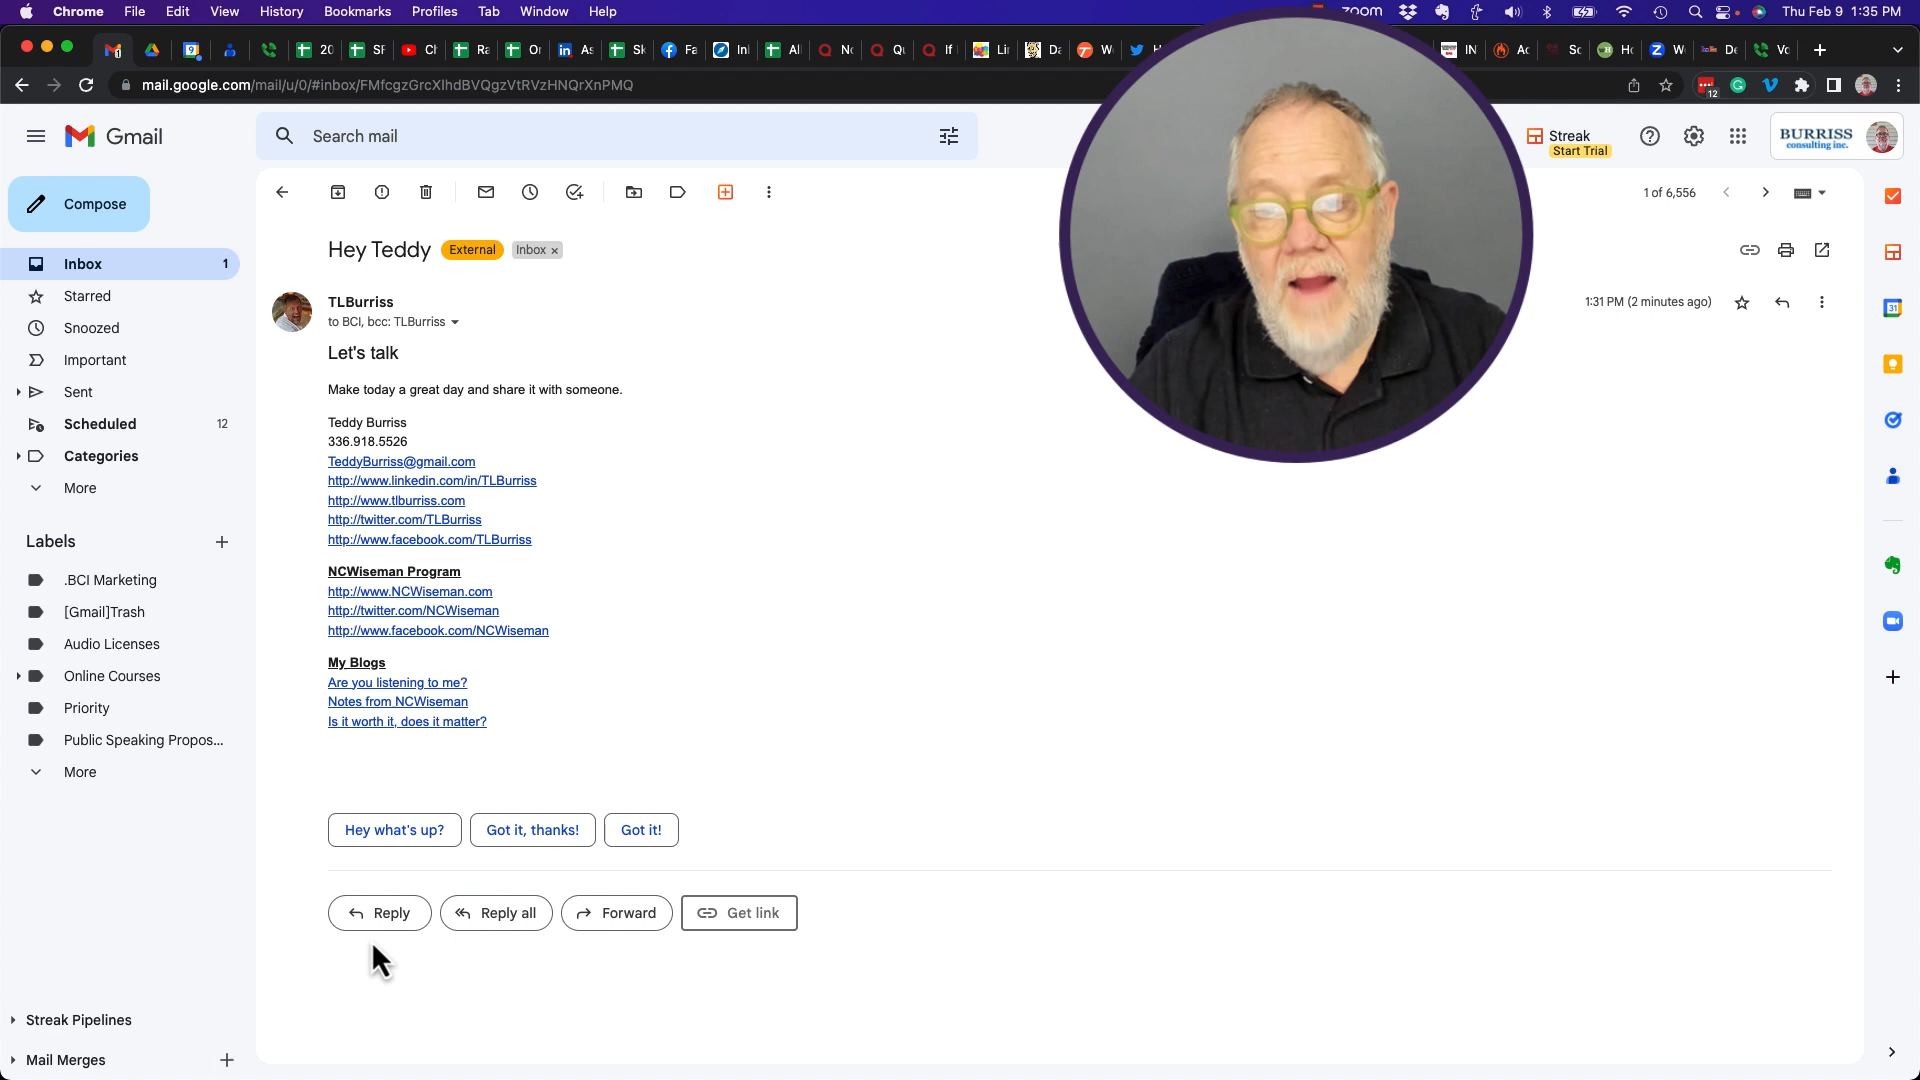 Chrome File Edit View History Bookmarks Profiles Tab Window Help zoom Thu Feb 9 1:35 PM
mail.google.com/mail/u/0/#inbox/FMfcgzGrcXlhdBVQgzVtRVzHNQrXnPMQ
12
Gmail
Search mail
Streak
Start Trial
BURRISS
consulting inc.
Compose
1 of 6,556
Hey Teddy External Inbox ×
Inbox 1
Starred
Snoozed
Important
Sent
Scheduled 12
Categories
More
Labels
.BCI Marketing
[Gmail]Trash
Audio Licenses
Online Courses
Priority
Public Speaking Propos...
More
Streak Pipelines
Mail Merges
TLBurriss
1:31 PM (2 minutes ago)
to BCI, bcc: TLBurriss
Let's talk
Make today a great day and share it with someone.
Teddy Burriss
336.918.5526
TeddyBurriss@gmail.com
http://www.linkedin.com/in/TLBurriss
http://www.tlburriss.com
http://twitter.com/TLBurriss
http://www.facebook.com/TLBurriss
NCWiseman Program
http://www.NCWiseman.com
http://twitter.com/NCWiseman
http://www.facebook.com/NCWiseman
My Blogs
Are you listening to me?
Notes from NCWiseman
Is it worth it, does it matter?
Hey what's up? Got it, thanks! Got it!
Reply Reply all Forward Get link